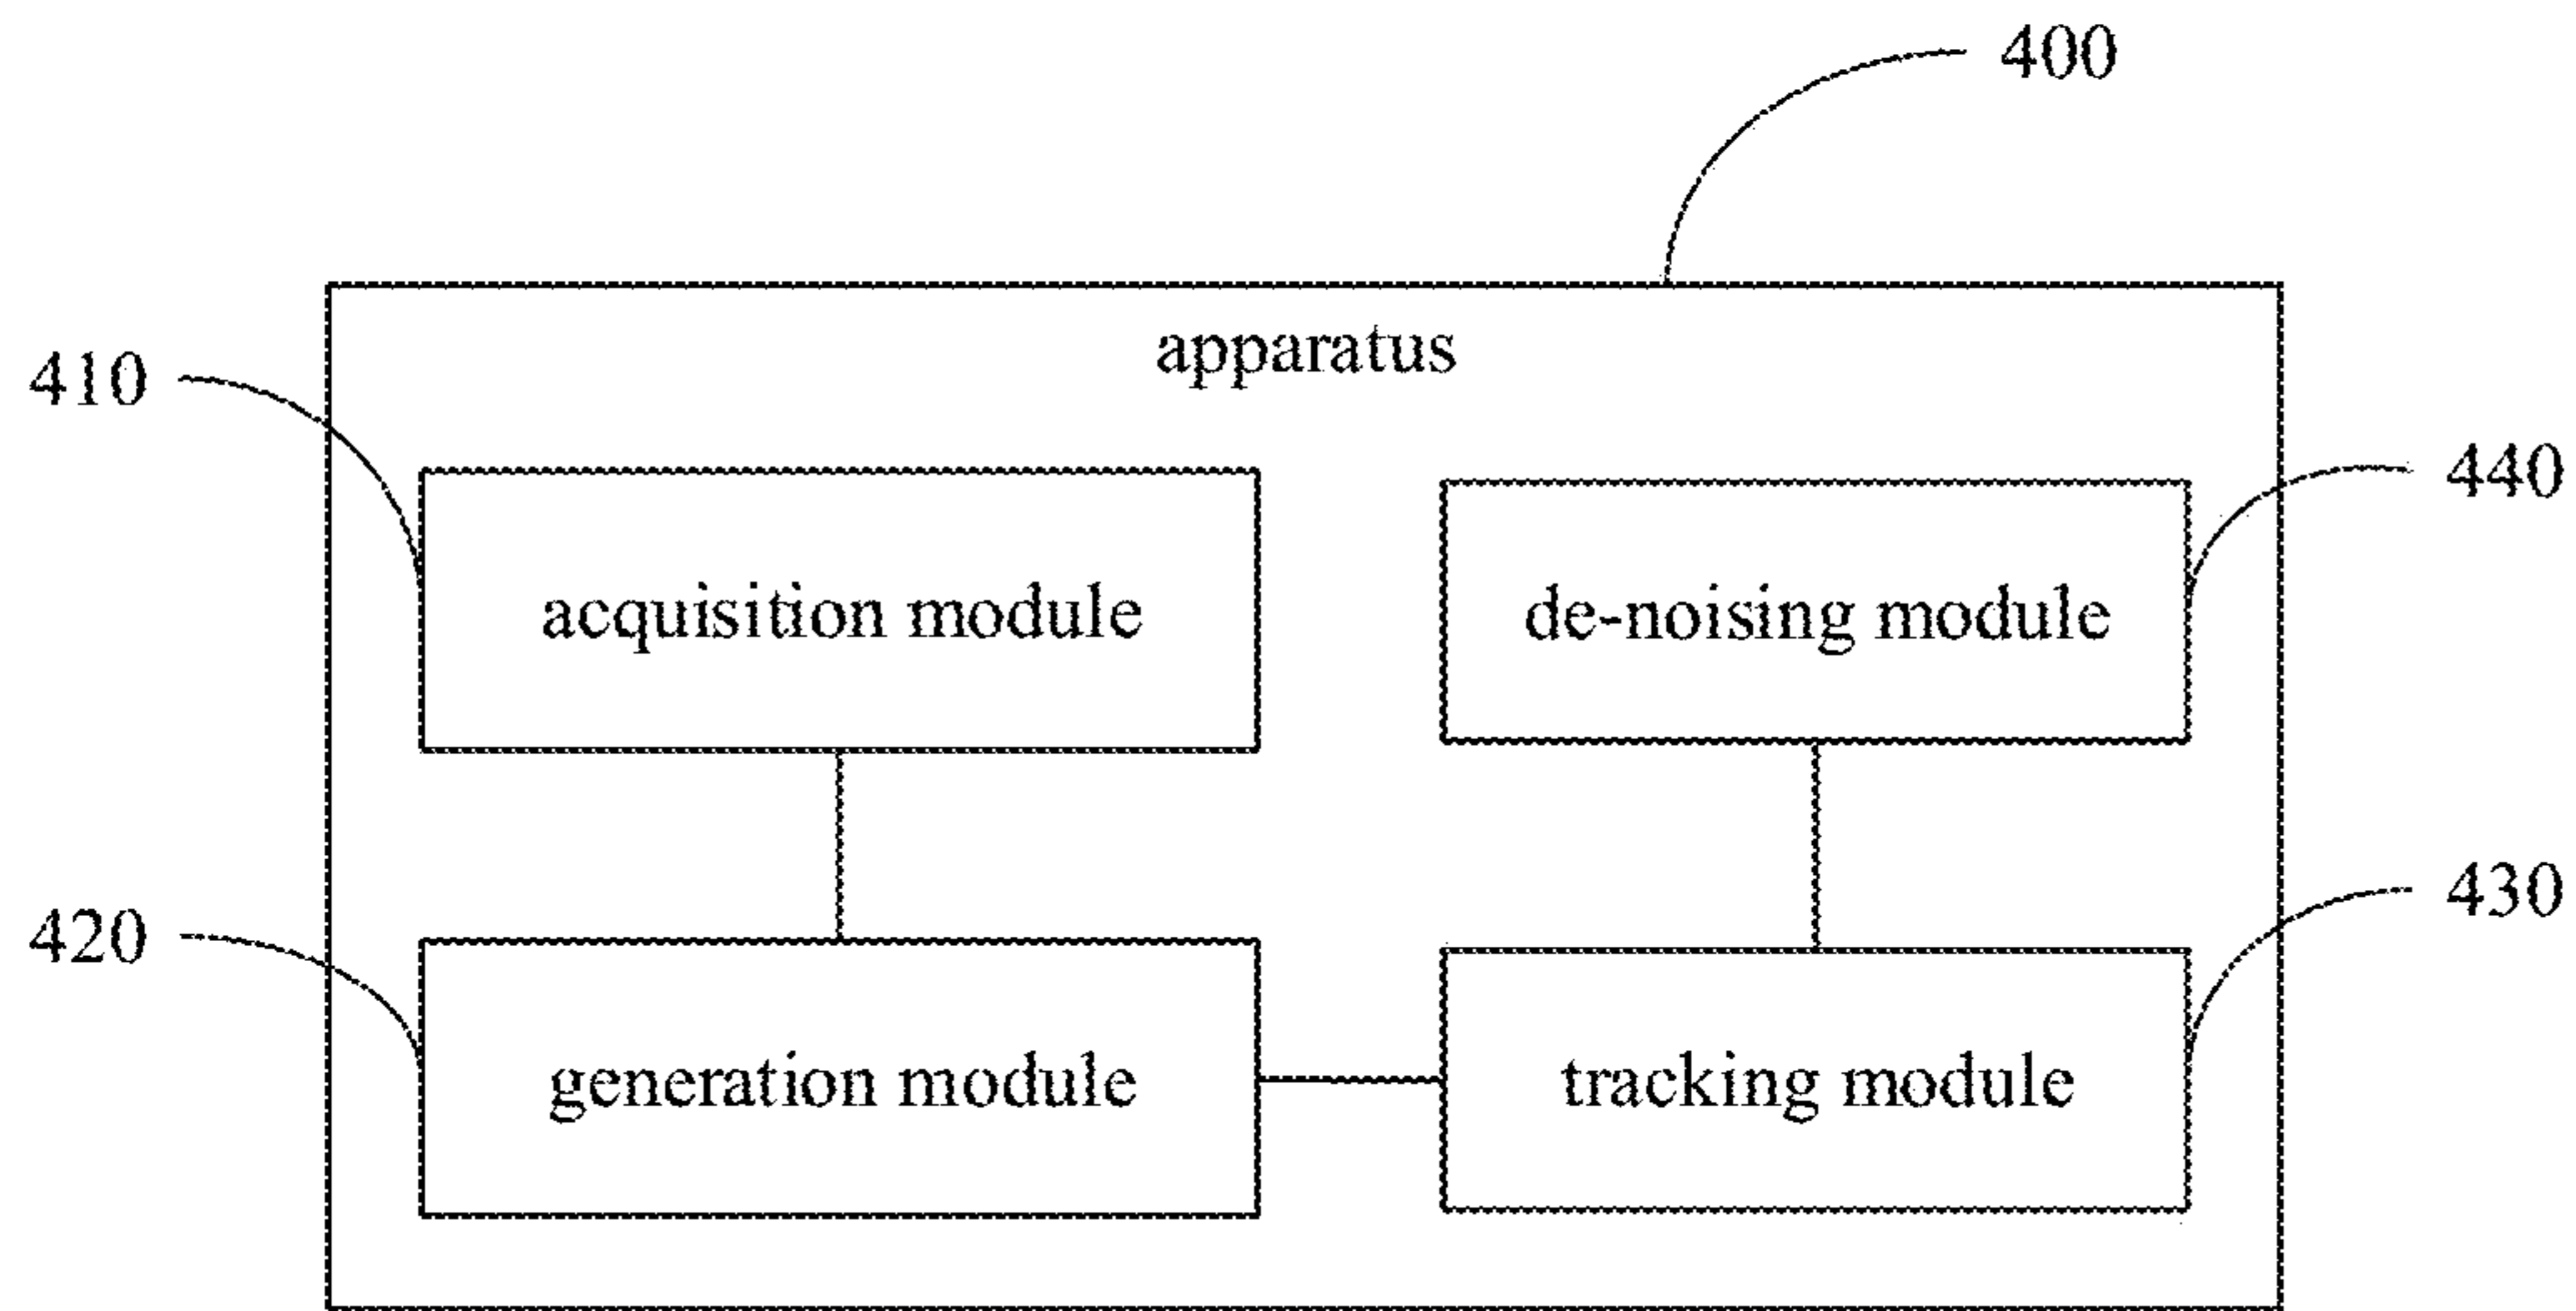 400
apparatus
410
acquisition module
de-noising module
440
420
generation module
tracking module
430